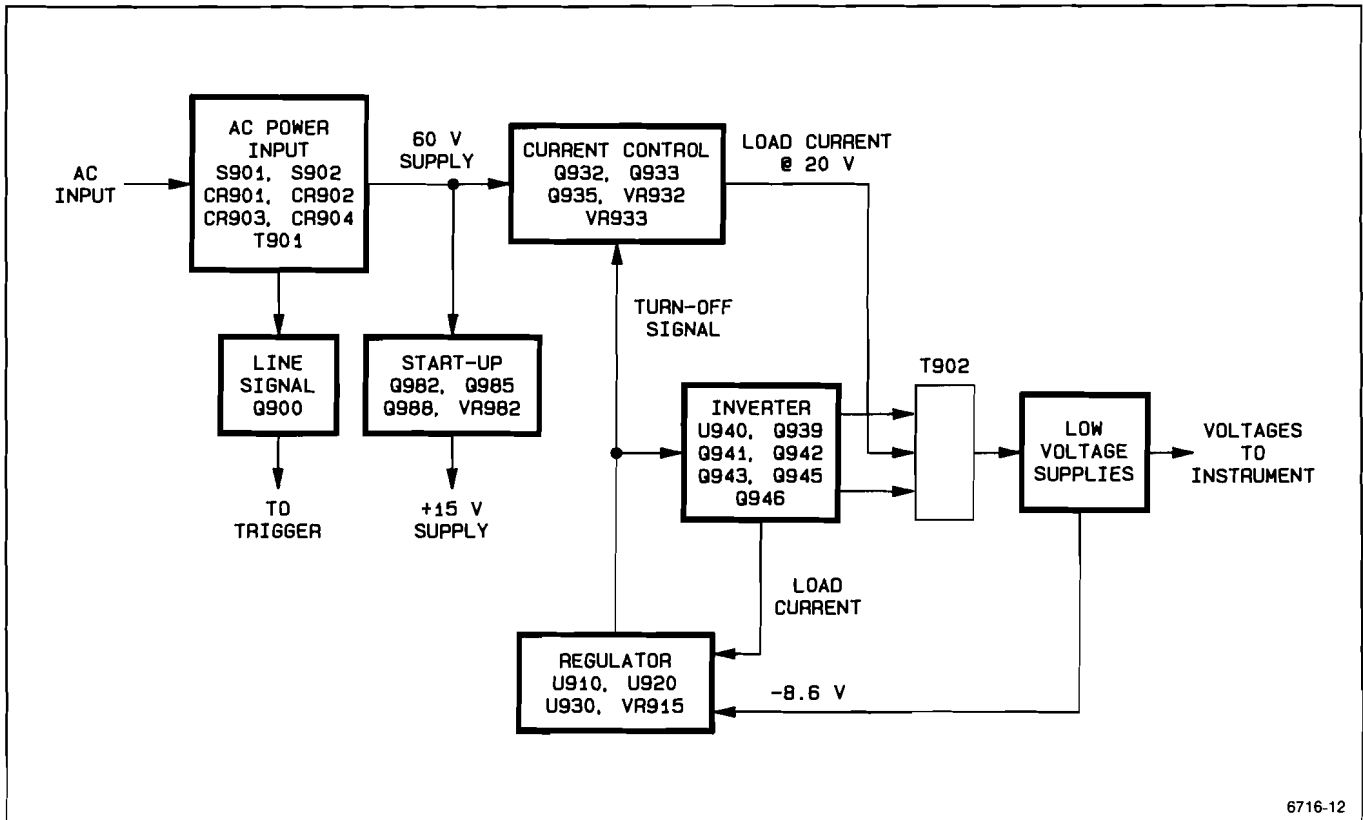 AC
INPUT
AC POWER
INPUT
S901, S902
CR901, CR902
CR903, CR904
T901
60 V
SUPPLY
CURRENT CONTROL
Q932, Q933
Q935, VR932
VR933
LOAD CURRENT
@ 20 V
LINE
SIGNAL
Q900
TO
TRIGGER
START-UP
Q982, Q985
Q988, VR982
+15 V
SUPPLY
TURN-OFF
SIGNAL
INVERTER
U940, Q939
Q941, Q942
Q943, Q945
Q946
T902
LOW
VOLTAGE
SUPPLIES
VOLTAGES
TO
INSTRUMENT
LOAD
CURRENT
REGULATOR
U910, U920
U930, VR915
-8.6 V
6716-12